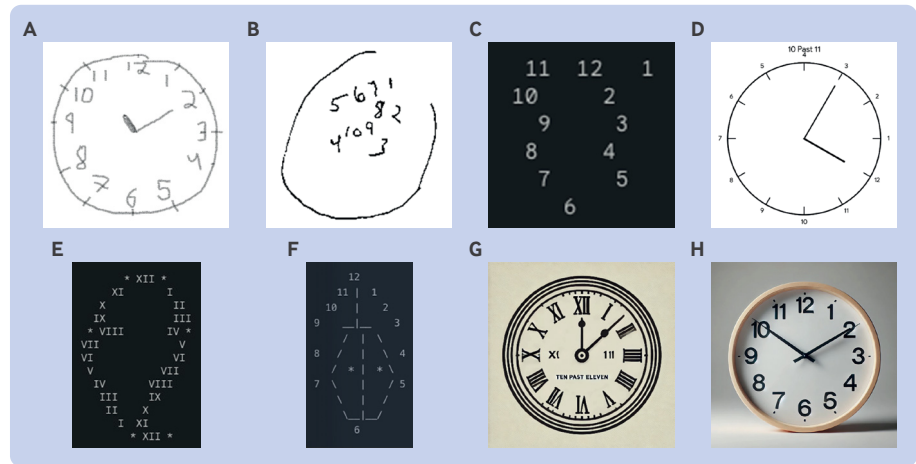 A
12
11 1
10 2
9 3
8 4
7 5
6
B
5 6 7 1
8 2
4 10 9
3
C
11 12 1
10 2
9 3
8 4
7 5
6
D
10 Past 11
4
5 3
6 2
7 1
8 12
9 11
10
E
* XII *
XI I
X II
IX III
* VIII IV *
VII V
VI VI
V VII
IV VIII
III IX
II X
I XI
* XII *
F
12
11 | 1
10 | 2
9 3
8 4
* | *
7 5
6
G
XII
I
X
TEN PAST ELEVEN
VI
H
12
11 1
10 2
9 3
8 4
7 5
6